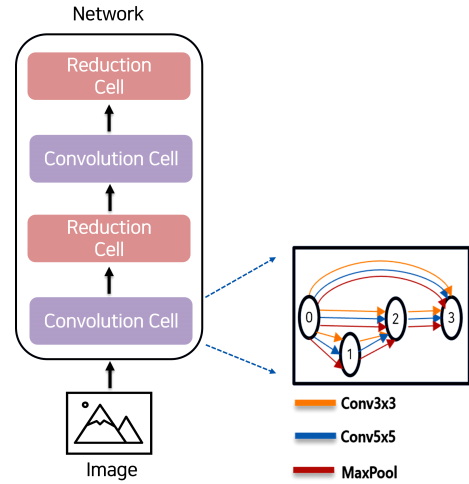 Network
Reduction
Cell
Convolution Cell
Reduction
Cell
Convolution Cell
Image
0
1
2
3
Conv3x3
Conv5x5
MaxPool